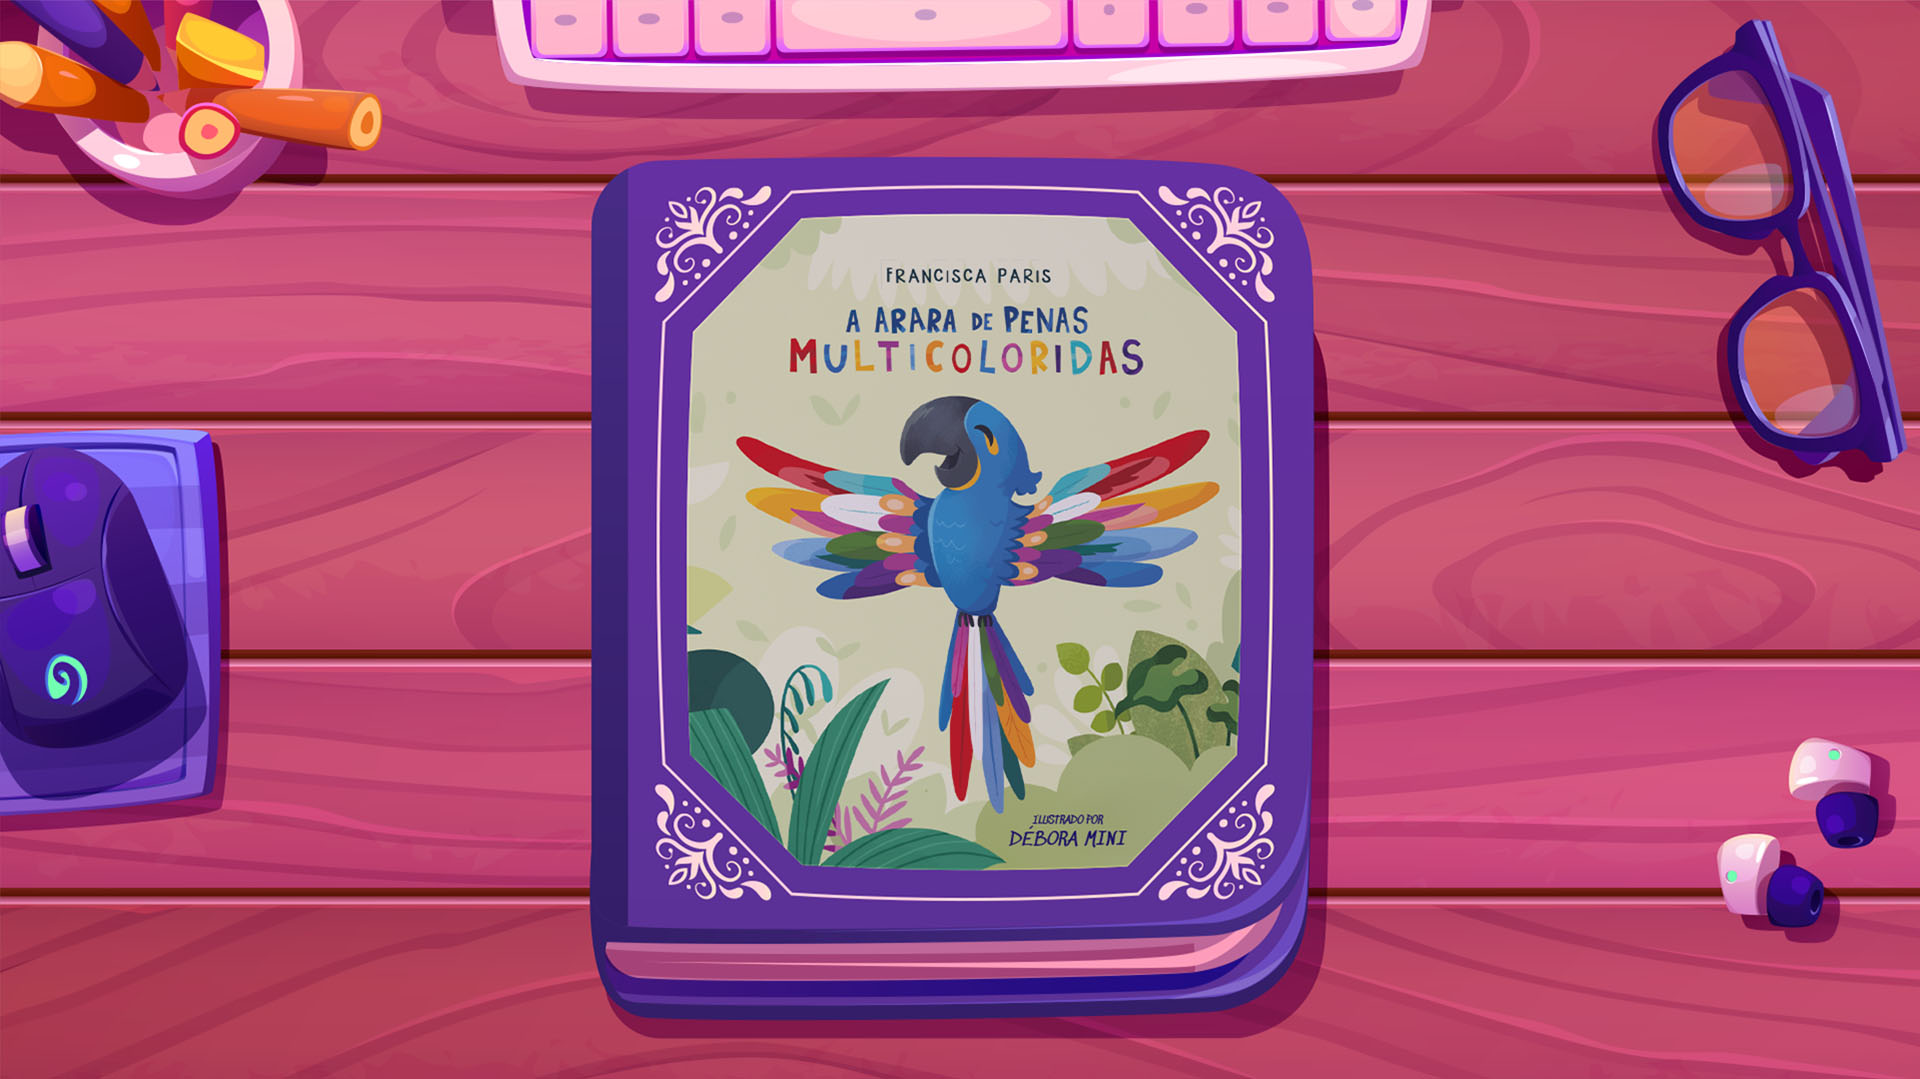 FRANCISCA PARIS
A ARARA DE PENAS
MULTICOLORIDAS
ILUSTRADO POR
DÉBORA MINI